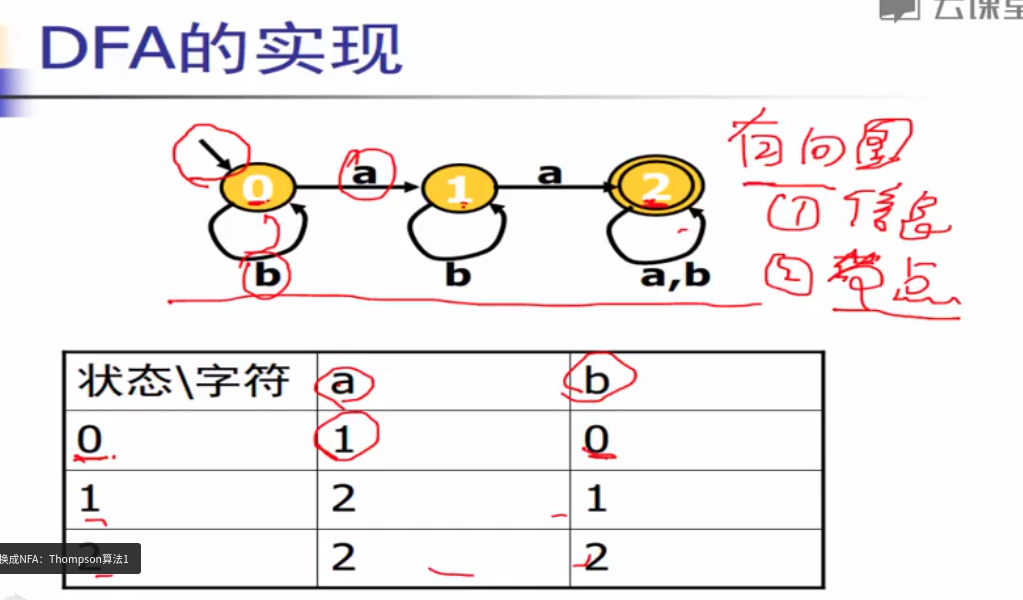 云课堂
DFA的实现
0 a 1 a 2
b b a,b
有向图
① 信息
② 节点
状态\字符 a b
0 1 0
1 2 1
2 2 2
换成NFA：Thompson算法1